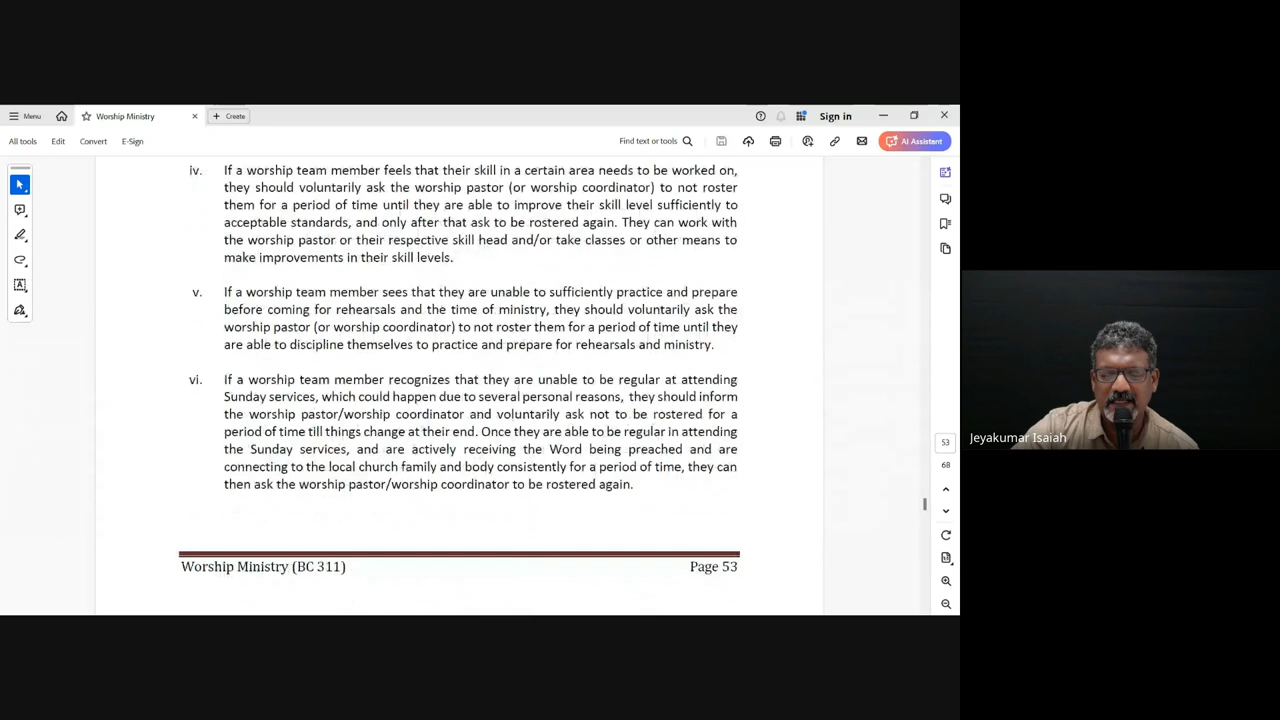 Menu
Worship Ministry
Create
Sign in
All tools
Edit
Convert
E-Sign
Find text or tools
AI Assistant
iv. If a worship team member feels that their skill in a certain area needs to be worked on,
they should voluntarily ask the worship pastor (or worship coordinator) to not roster
them for a period of time until they are able to improve their skill level sufficiently to
acceptable standards, and only after that ask to be rostered again. They can work with
the worship pastor or their respective skill head and/or take classes or other means to
make improvements in their skill levels.
v. If a worship team member sees that they are unable to sufficiently practice and prepare
before coming for rehearsals and the time of ministry, they should voluntarily ask the
worship pastor (or worship coordinator) to not roster them for a period of time until they
are able to discipline themselves to practice and prepare for rehearsals and ministry.
vi. If a worship team member recognizes that they are unable to be regular at attending
Sunday services, which could happen due to several personal reasons, they should inform
the worship pastor/worship coordinator and voluntarily ask not to be rostered for a
period of time till things change at their end. Once they are able to be regular in attending
the Sunday services, and are actively receiving the Word being preached and are
connecting to the local church family and body consistently for a period of time, they can
then ask the worship pastor/worship coordinator to be rostered again.
Worship Ministry (BC 311) Page 53
53
68
Jeyakumar Isaiah